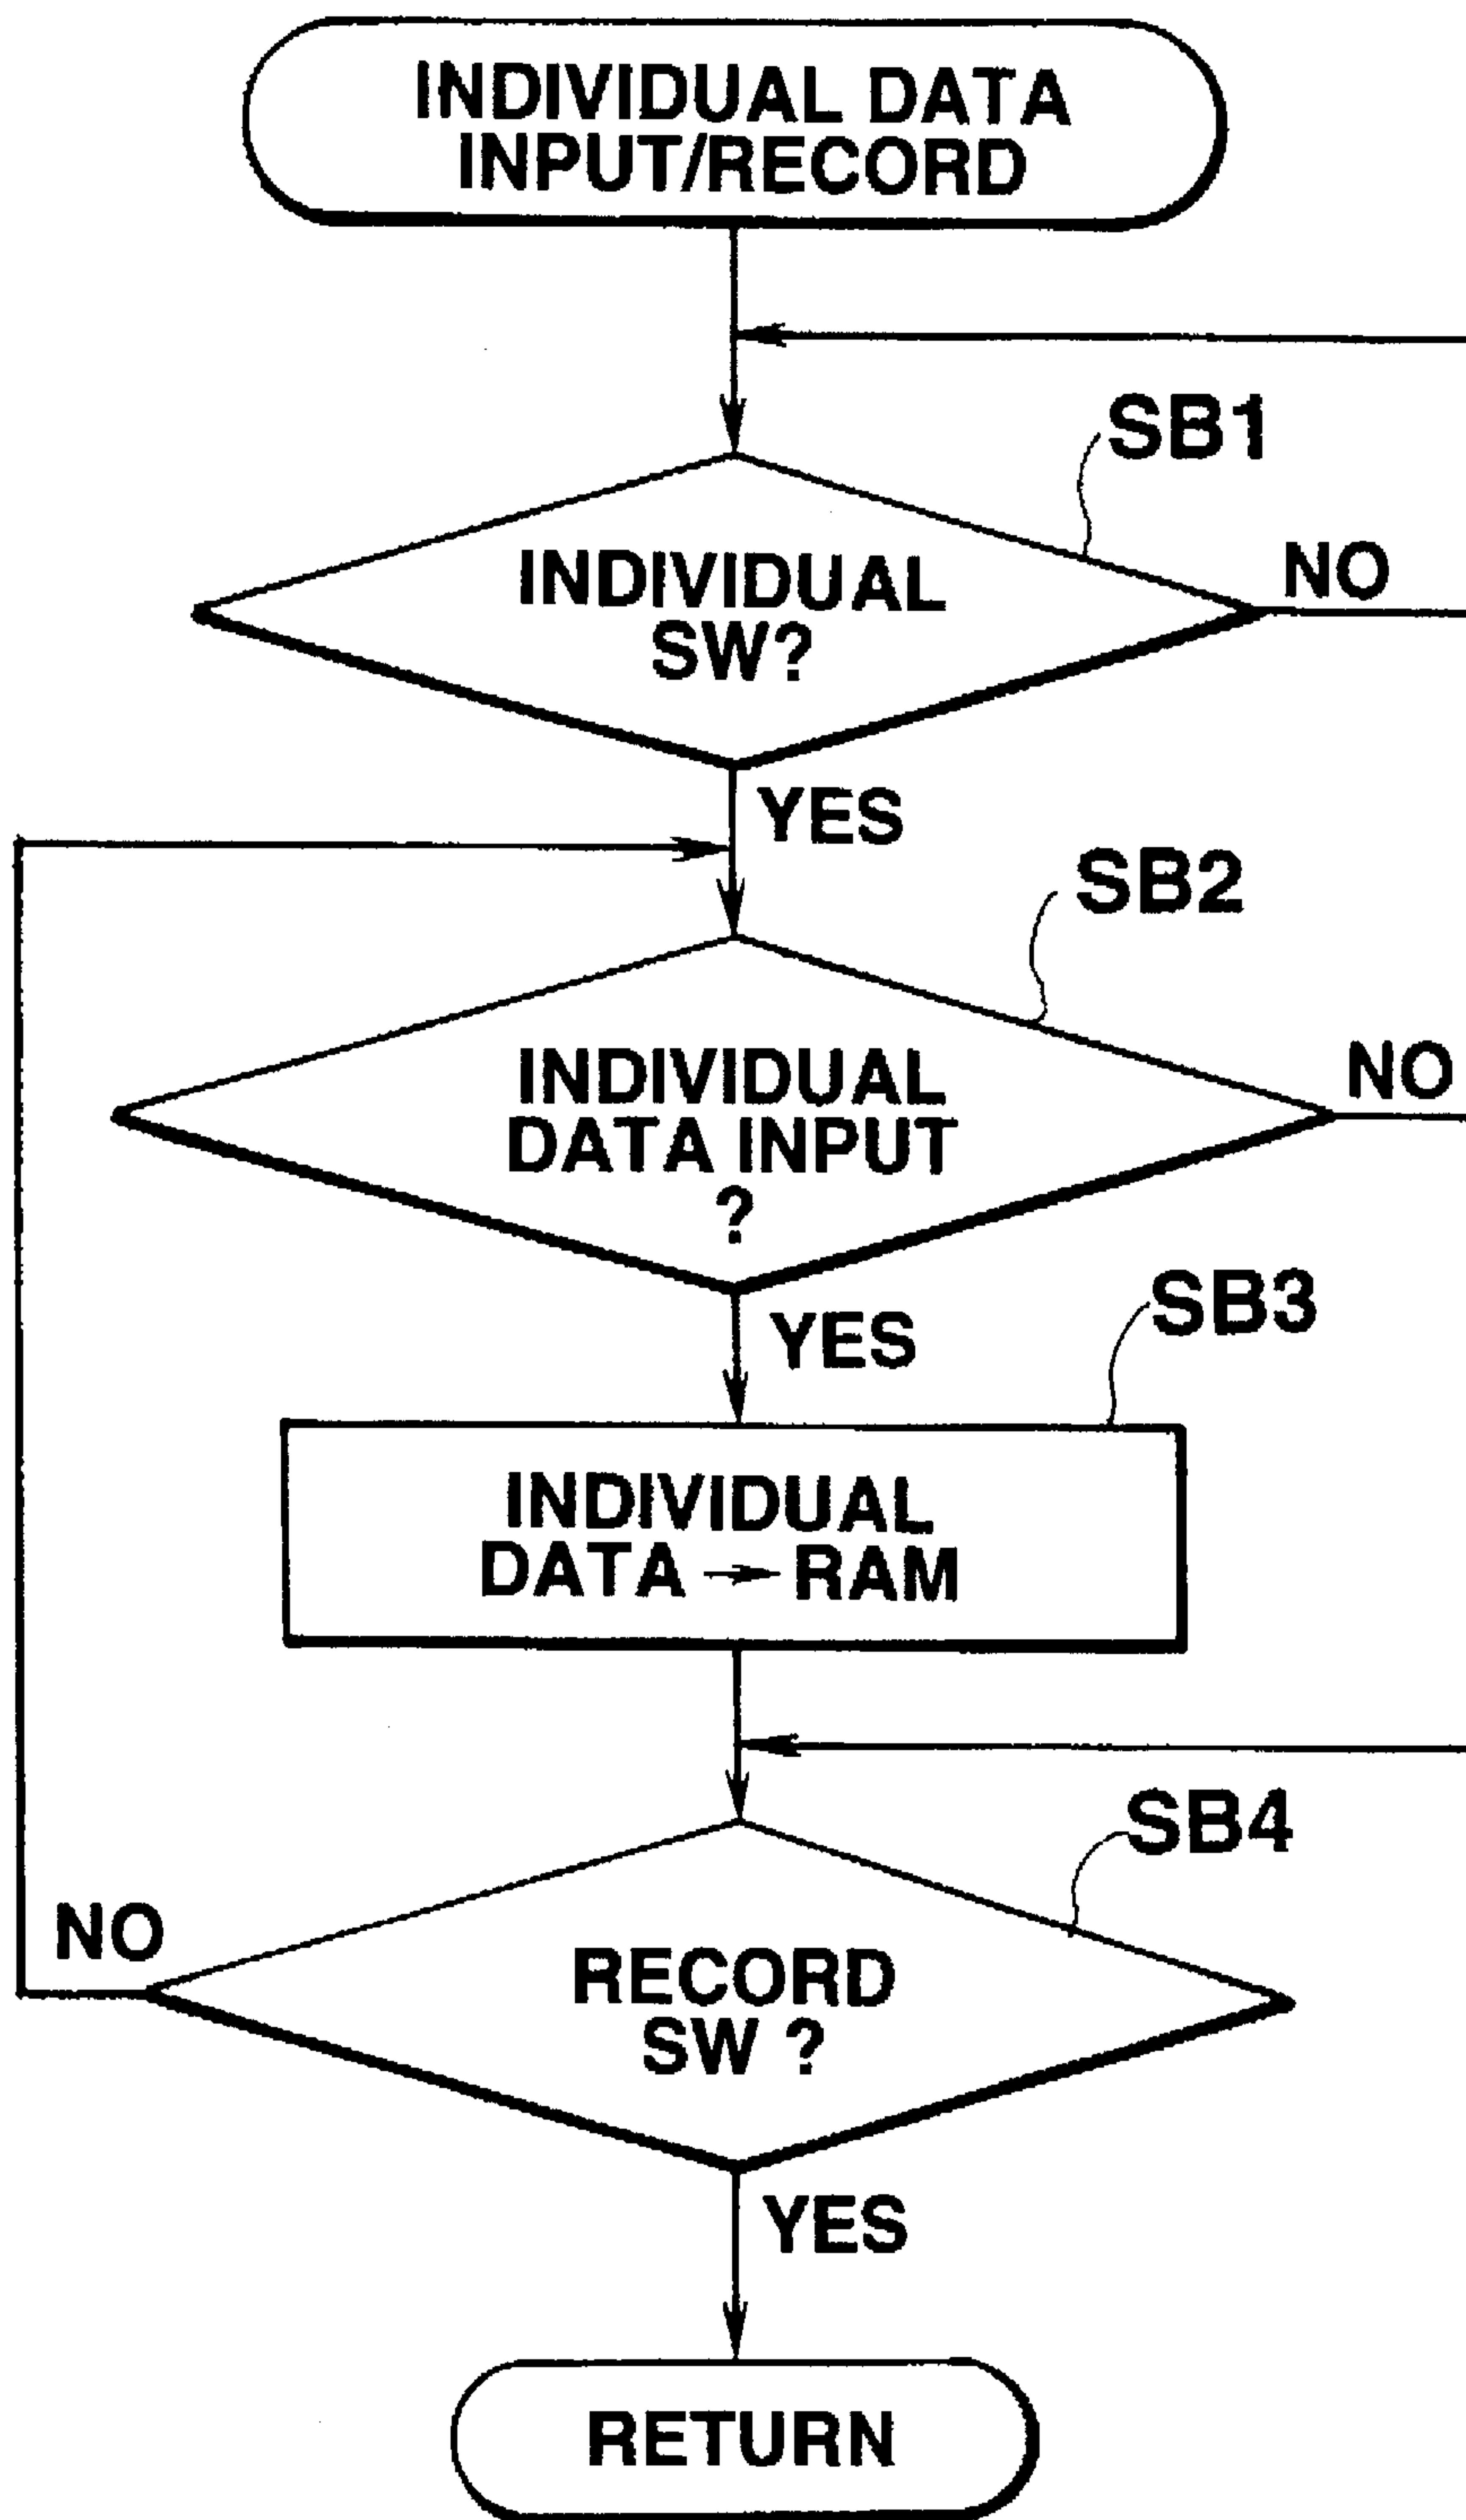 INDIVIDUAL DATA
INPUT/RECORD
SB1
INDIVIDUAL
SW?
NO
YES
SB2
INDIVIDUAL
DATA INPUT
?
NO
YES
SB3
INDIVIDUAL
DATA → RAM
SB4
NO
RECORD
SW ?
YES
RETURN